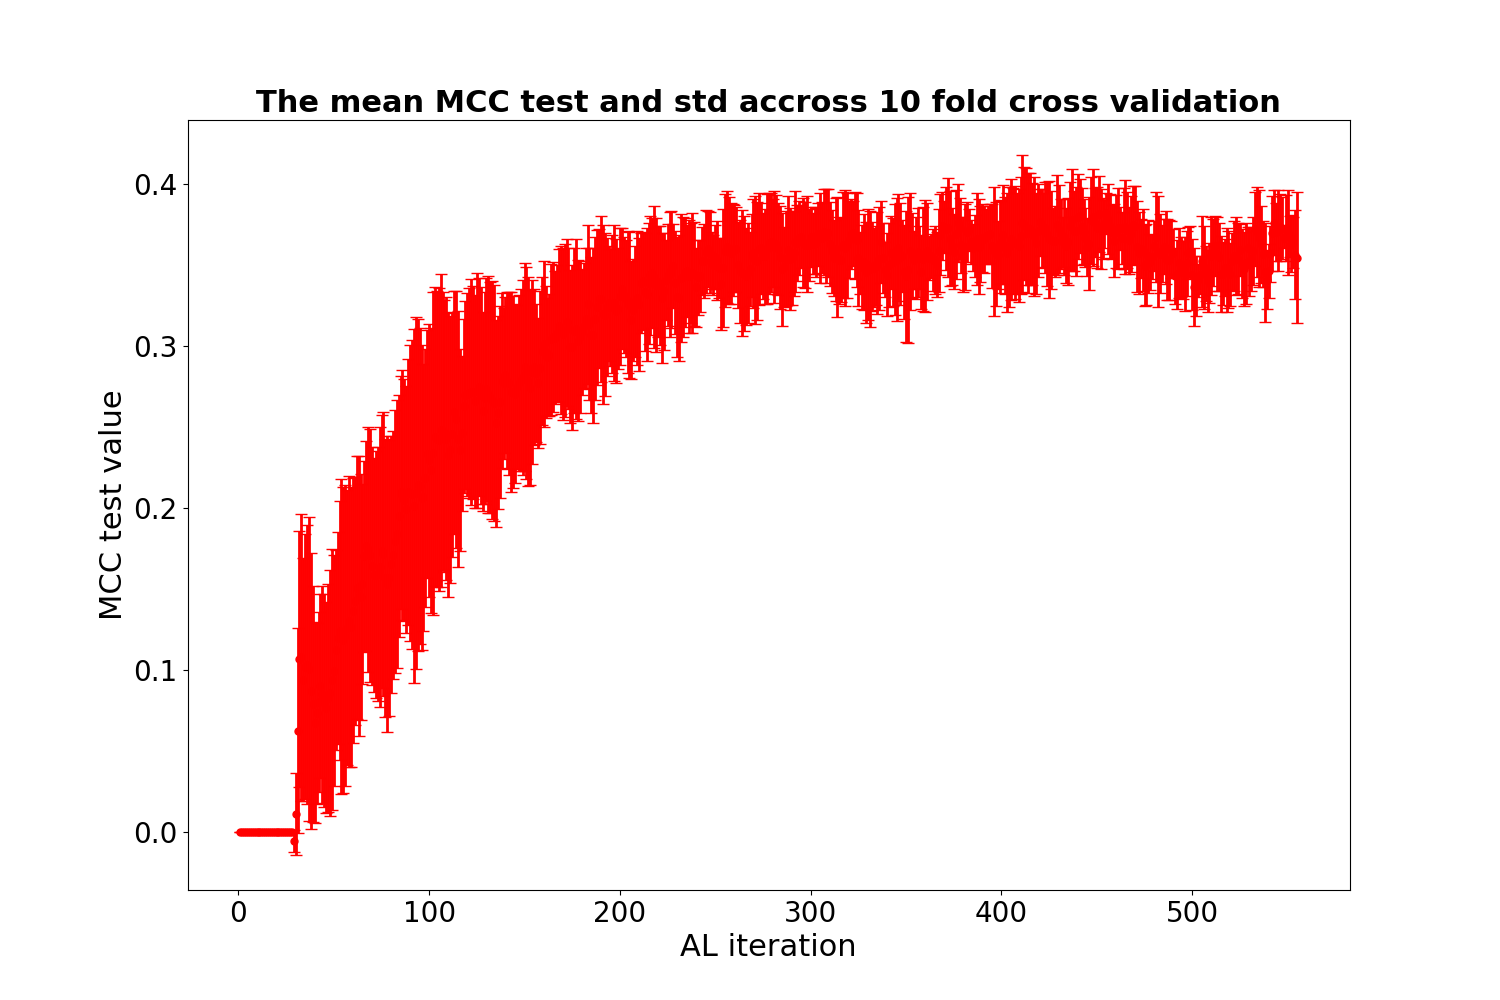 The mean MCC test and std accross 10 fold cross validation
0.4
0.3
0.2
0.1
0.0
MCC test value
0 100 200 300 400 500
AL iteration